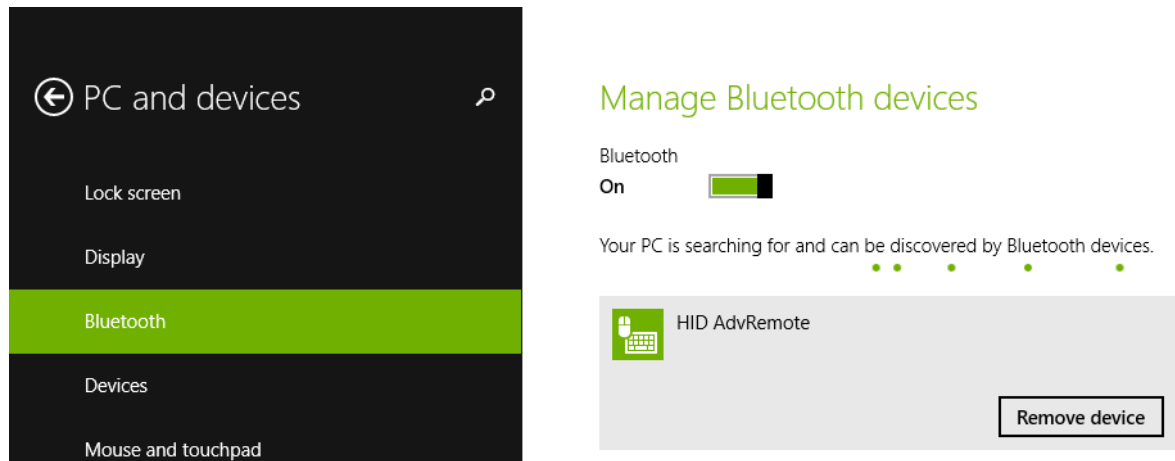 PC and devices
Lock screen
Display
Bluetooth
Devices
Mouse and touchpad
Manage Bluetooth devices
Bluetooth
On
Your PC is searching for and can be discovered by Bluetooth devices.
HID AdvRemote
Remove device